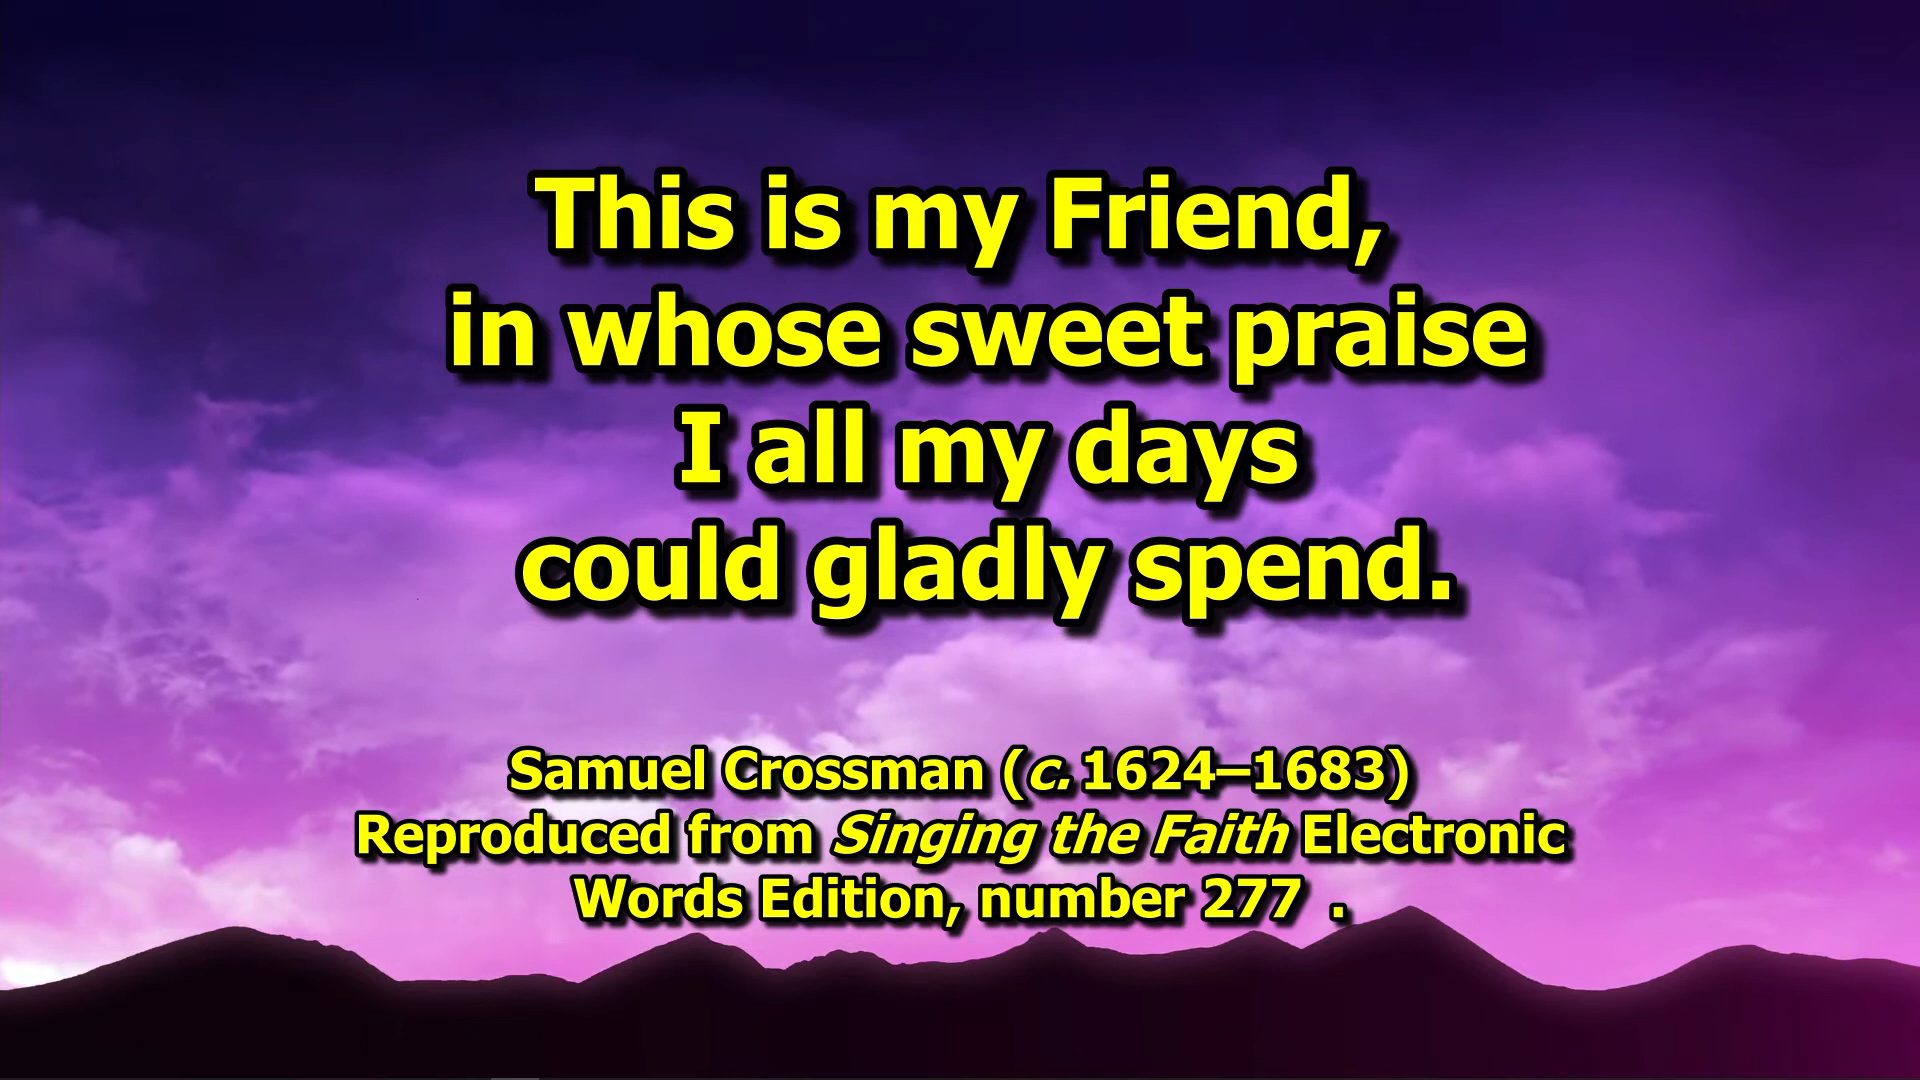 This is my Friend,
in whose sweet praise
I all my days
could gladly spend.
Samuel Crossman (c. 1624–1683)
Reproduced from Singing the Faith Electronic
Words Edition, number 277 .